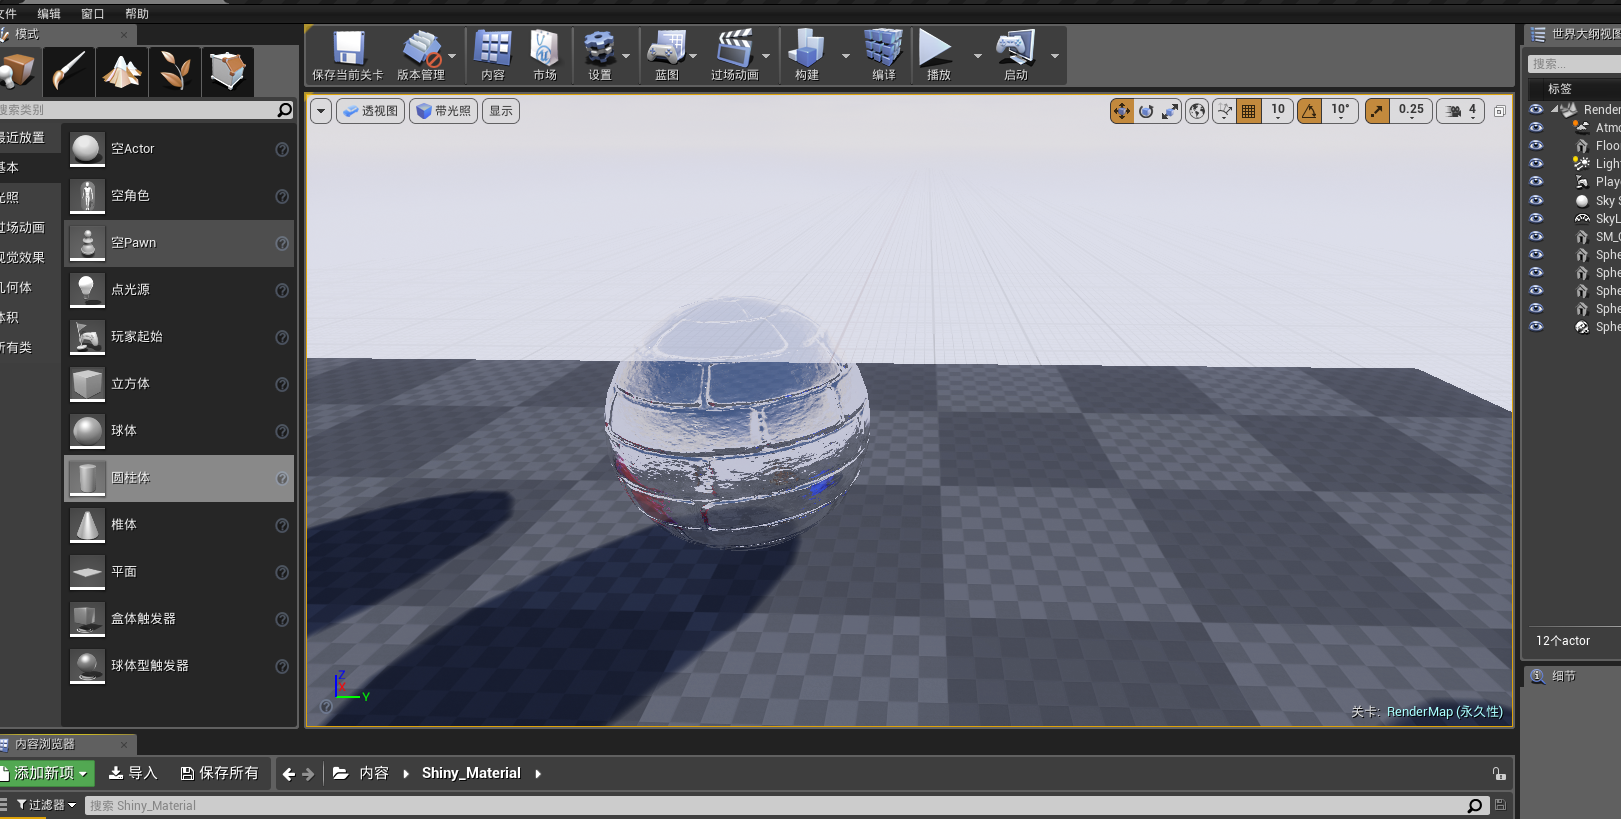 文件 编辑 窗口 帮助
模式
保存当前关卡 版本管理 内容 市场 设置 蓝图 过场动画 构建 编译 播放 启动
世界大纲视图
搜索...
标签
搜索类别
最近放置
基本
光照
过场动画
视觉效果
几何体
体积
所有类
空Actor
空角色
空Pawn
点光源
玩家起始
立方体
球体
圆柱体
椎体
平面
盒体触发器
球体型触发器
透视图 带光照 显示
10 10° 0.25 4
Render
Atmo
Floo
Ligh
Play
Sky S
SkyL
SM_
Sphe
Sphe
Sphe
Sphe
Sphe
12个actor
细节
Z
X
Y
关卡: RenderMap (永久性)
内容浏览器
添加新项 导入 保存所有 内容 Shiny_Material
过滤器 搜索 Shiny_Material